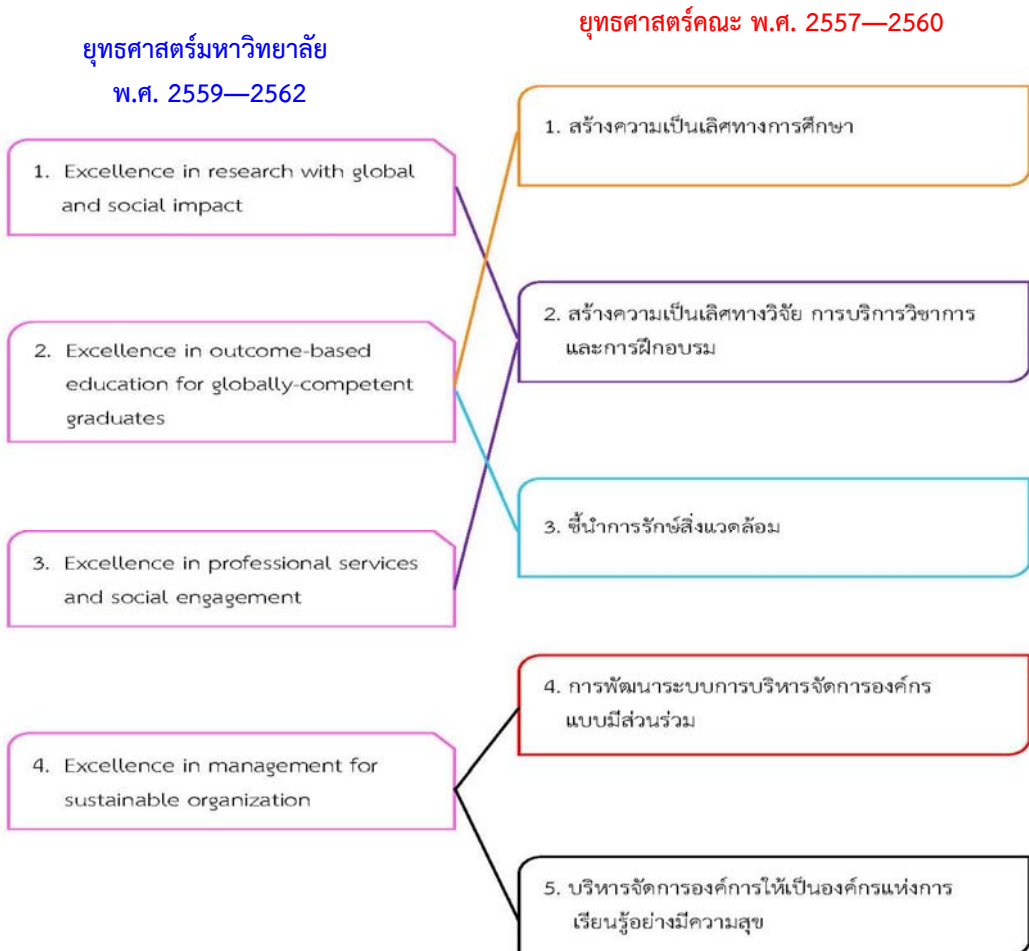 ยุทธศาสตร์มหาวิทยาลัย
พ.ศ. 2559—2562
1. Excellence in research with global
and social impact
2. Excellence in outcome-based
education for globally-competent
graduates
3. Excellence in professional services
and social engagement
4. Excellence in management for
sustainable organization
ยุทธศาสตร์คณะ พ.ศ. 2557—2560
1. สร้างความเป็นเลิศทางการศึกษา
2. สร้างความเป็นเลิศทางวิจัย การบริการวิชาการ
และการฝึกอบรม
3. ชี้นำการรักษ์สิ่งแวดล้อม
4. การพัฒนาระบบการบริหารจัดการองค์กร
แบบมีส่วนร่วม
5. บริหารจัดการองค์การให้เป็นองค์กรแห่งการ
เรียนรู้อย่างมีความสุข